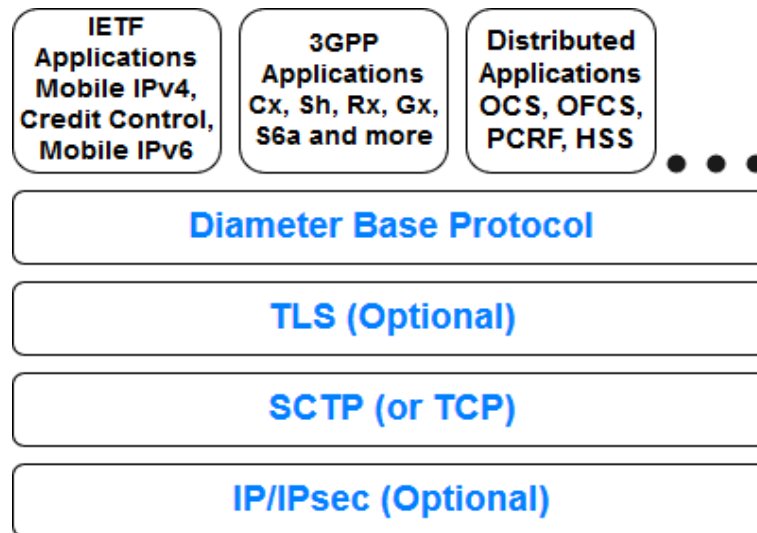 IETF
Applications
Mobile IPv4,
Credit Control,
Mobile IPv6
3GPP
Applications
Cx, Sh, Rx, Gx,
S6a and more
Distributed
Applications
OCS, OFCS,
PCRF, HSS
Diameter Base Protocol
TLS (Optional)
SCTP (or TCP)
IP/IPsec (Optional)